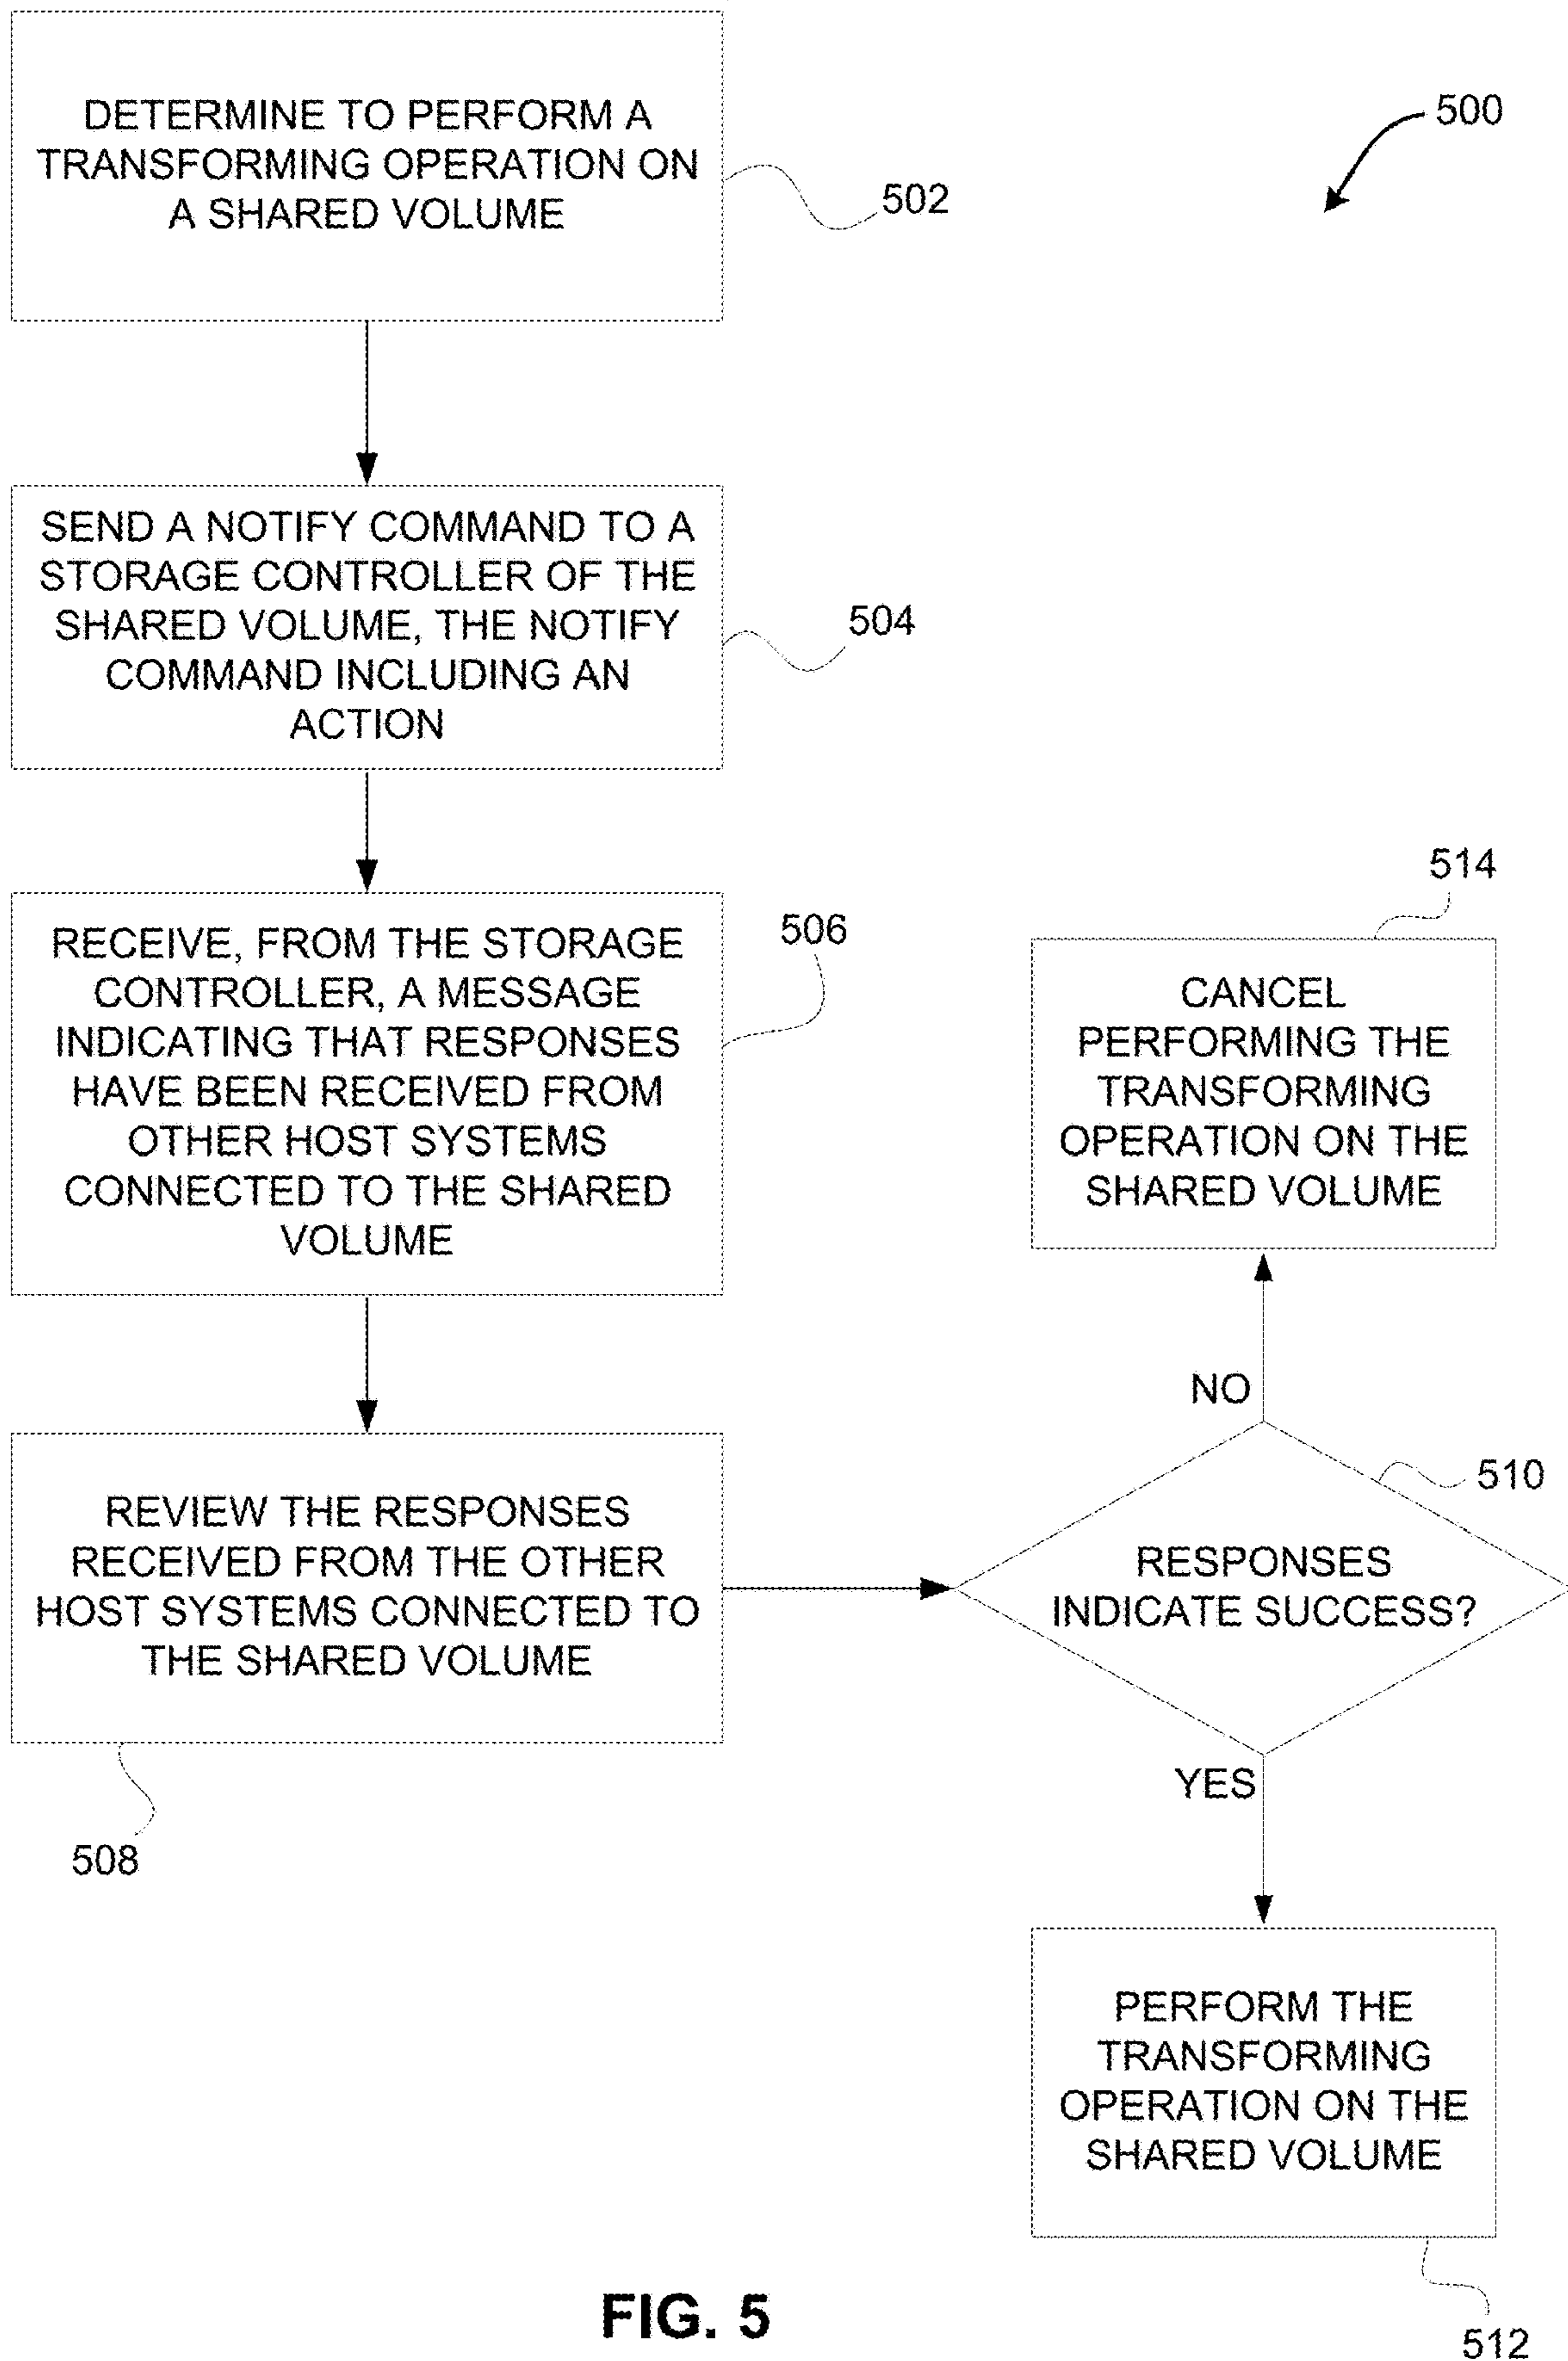 DETERMINE TO PERFORM A
TRANSFORMING OPERATION ON
A SHARED VOLUME
502
500
SEND A NOTIFY COMMAND TO A
STORAGE CONTROLLER OF THE
SHARED VOLUME, THE NOTIFY
COMMAND INCLUDING AN
ACTION
504
RECEIVE, FROM THE STORAGE
CONTROLLER, A MESSAGE
INDICATING THAT RESPONSES
HAVE BEEN RECEIVED FROM
OTHER HOST SYSTEMS
CONNECTED TO THE SHARED
VOLUME
506
REVIEW THE RESPONSES
RECEIVED FROM THE OTHER
HOST SYSTEMS CONNECTED TO
THE SHARED VOLUME
508
514
CANCEL
PERFORMING THE
TRANSFORMING
OPERATION ON THE
SHARED VOLUME
NO
510
RESPONSES
INDICATE SUCCESS?
YES
PERFORM THE
TRANSFORMING
OPERATION ON THE
SHARED VOLUME
512
FIG. 5